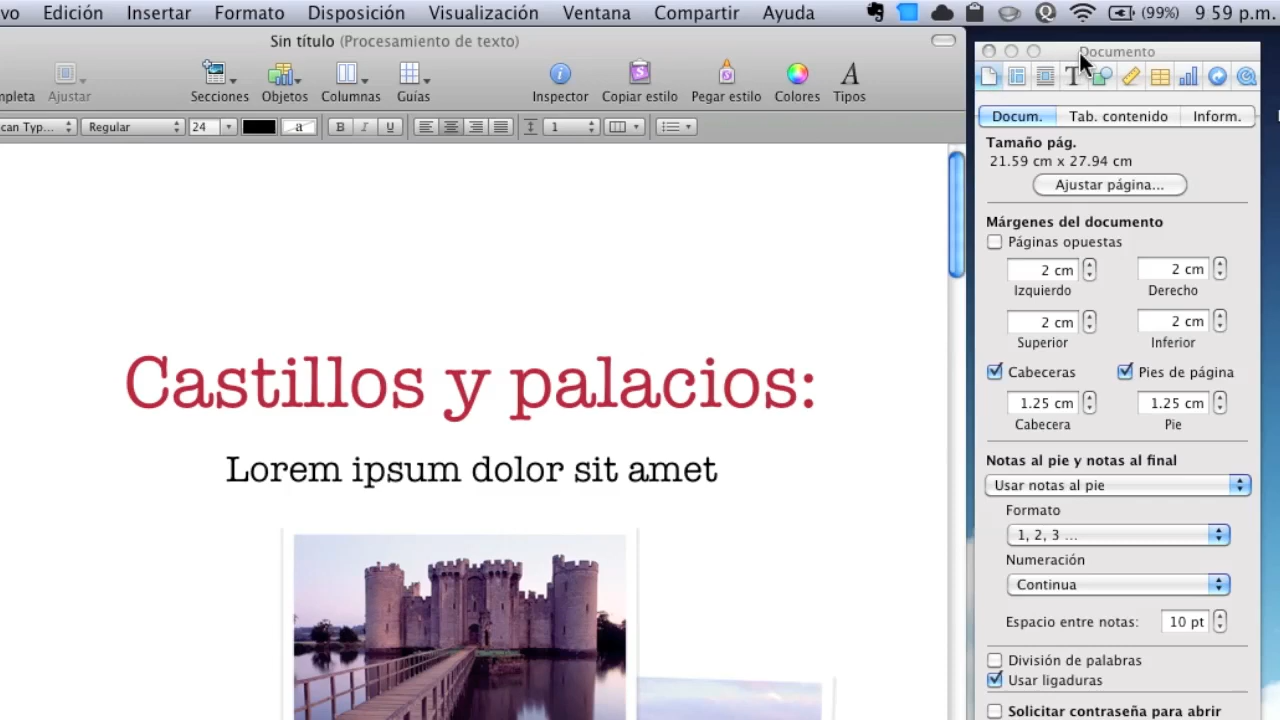 vo Edición Insertar Formato Disposición Visualización Ventana Compartir Ayuda (99%) 9 59 p.m.
Sin título (Procesamiento de texto)
mpleta Ajustar Secciones Objetos Columnas Guías Inspector Copiar estilo Pegar estilo Colores Tipos
can Typ... Regular 24 a B I U 1
Castillos y palacios:
Lorem ipsum dolor sit amet
Documento
Docum. Tab. contenido Inform.
Tamaño pág.
21.59 cm x 27.94 cm
Ajustar página...
Márgenes del documento
Páginas opuestas
2 cm 2 cm
Izquierdo Derecho
2 cm 2 cm
Superior Inferior
Cabeceras Pies de página
1.25 cm 1.25 cm
Cabecera Pie
Notas al pie y notas al final
Usar notas al pie
Formato
1, 2, 3 ...
Numeración
Continua
Espacio entre notas: 10 pt
División de palabras
Usar ligaduras
Solicitar contraseña para abrir